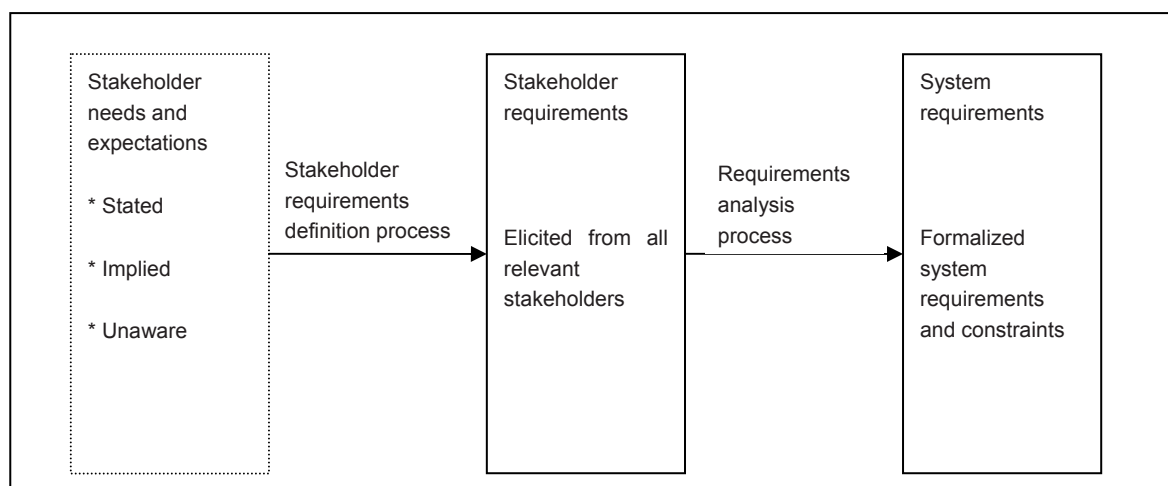 Stakeholder
needs and
expectations
* Stated
* Implied
* Unaware
Stakeholder
requirements
definition process
Stakeholder
requirements
Elicited from all
relevant
stakeholders
Requirements
analysis
process
System
requirements
Formalized
system
requirements
and constraints